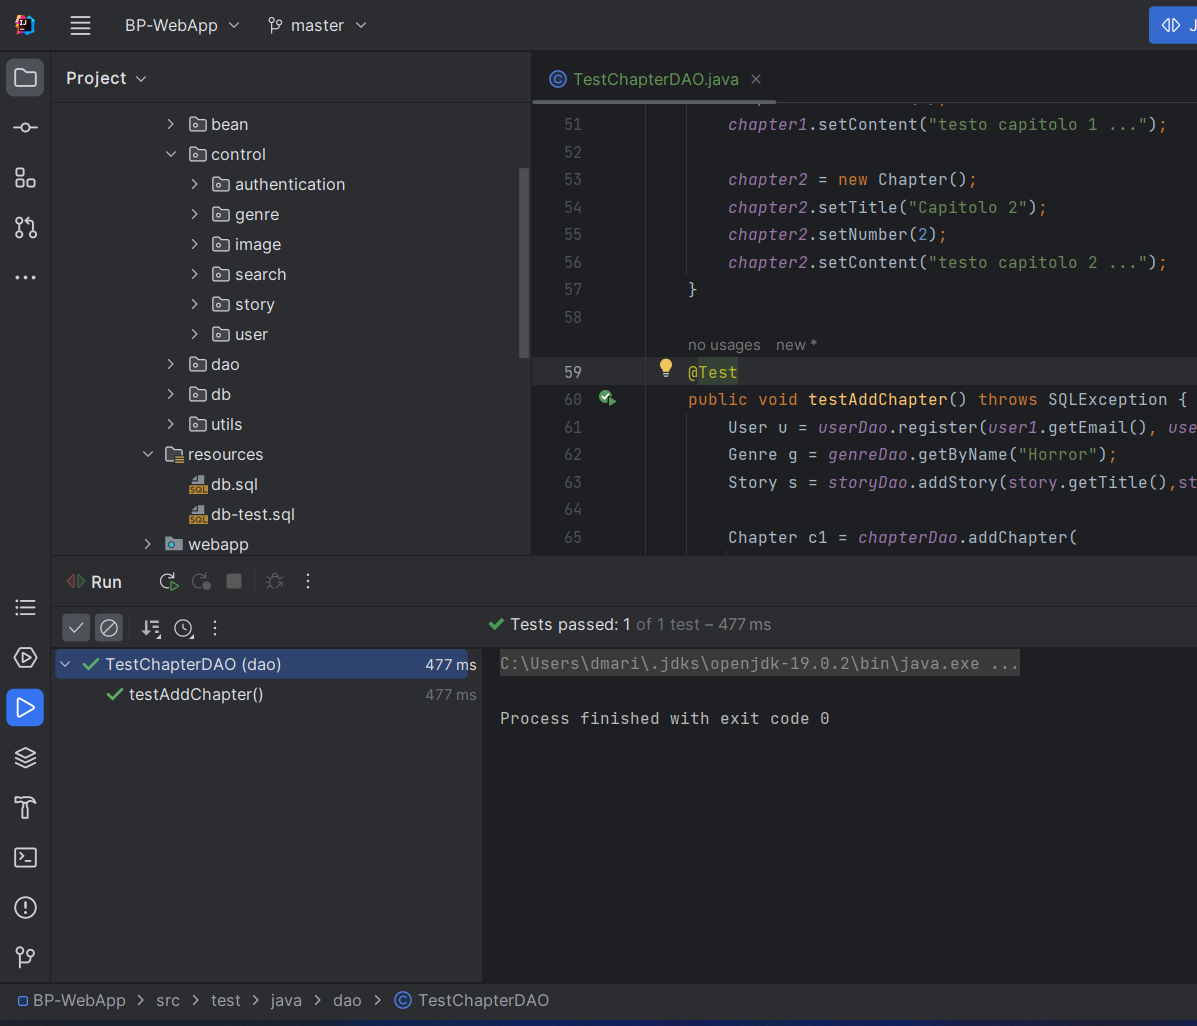 BP-WebApp master
J
Project
bean
control
authentication
genre
image
search
story
user
dao
db
utils
resources
db.sql
db-test.sql
webapp
TestChapterDAO.java
51 chapter1.setContent("testo capitolo 1 ...");
52
53 chapter2 = new Chapter();
54 chapter2.setTitle("Capitolo 2");
55 chapter2.setNumber(2);
56 chapter2.setContent("testo capitolo 2 ...");
57 }
58
no usages new *
59 @Test
60 public void testAddChapter() throws SQLException {
61 User u = userDao.register(user1.getEmail(), use
62 Genre g = genreDao.getByName("Horror");
63 Story s = storyDao.addStory(story.getTitle(),st
64
65 Chapter c1 = chapterDao.addChapter(
Run
Tests passed: 1 of 1 test – 477 ms
TestChapterDAO (dao) 477 ms
testAddChapter() 477 ms
C:\Users\dmari\.jdks\openjdk-19.0.2\bin\java.exe ...
Process finished with exit code 0
BP-WebApp > src > test > java > dao > TestChapterDAO